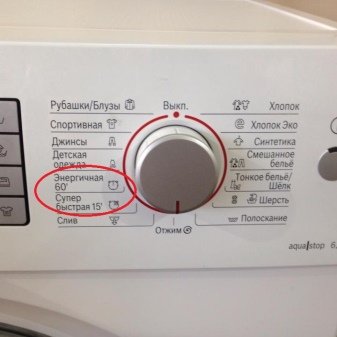 Рубашки/Блузы
Выкл.
Хлопок
Спортивная
Хлопок Эко
Джинсы
Синтетика
Детская
одежда
Смешанное
бельё
Энергичная
60'
Тонкое бельё/
Шёлк
Супер
быстрая 15'
Шерсть
Слив
Полоскание
Отжим
aqua stop 6,